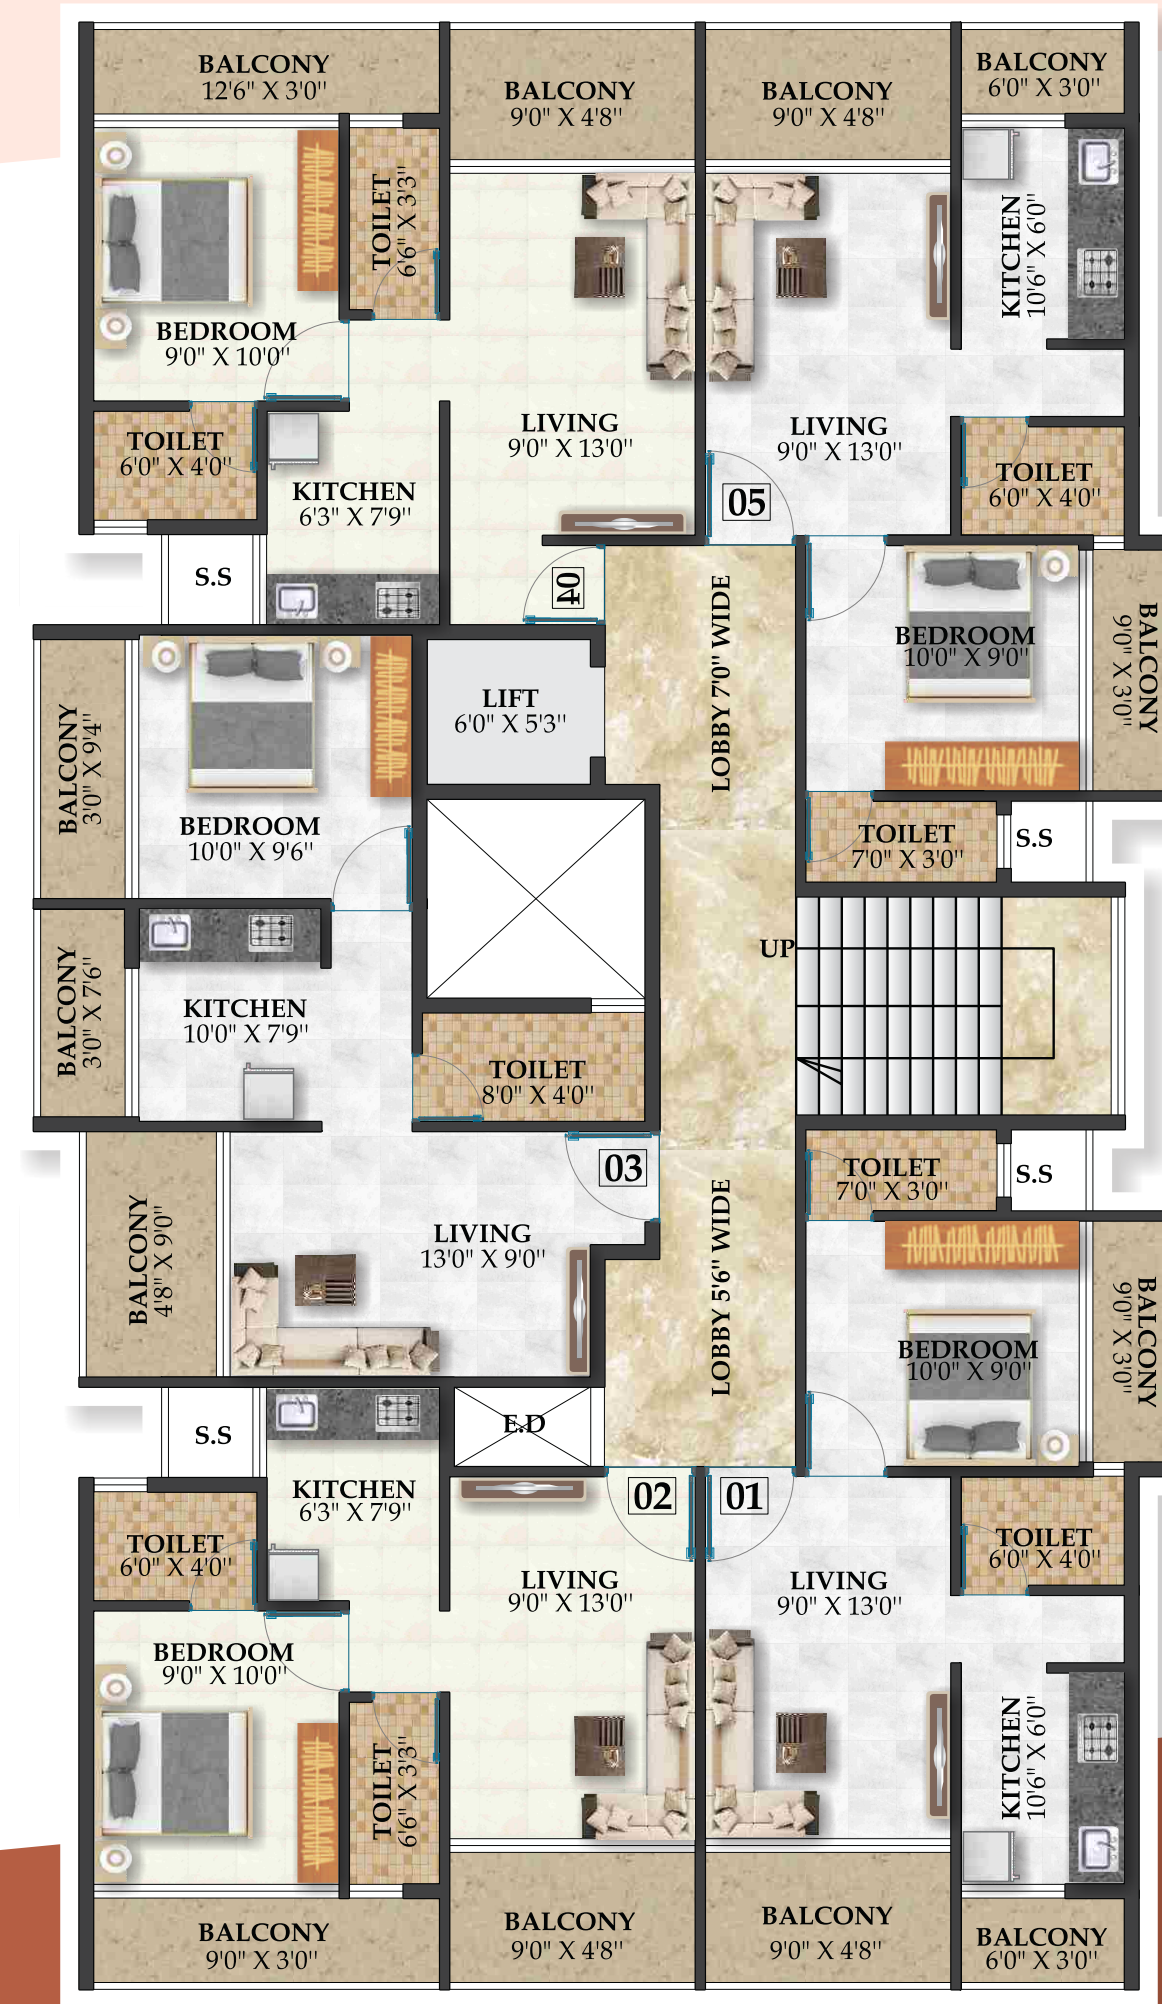 BALCONY
12'6" X 3'0"
BALCONY
9'0" X 4'8"
BALCONY
9'0" X 4'8"
BALCONY
6'0" X 3'0"
TOILET
6'6" X 3'3"
KITCHEN
10'6" X 6'0"
BEDROOM
9'0" X 10'0"
LIVING
9'0" X 13'0"
LIVING
9'0" X 13'0"
TOILET
6'0" X 4'0"
TOILET
6'0" X 4'0"
KITCHEN
6'3" X 7'9"
05
S.S
04
LOBBY 7'0" WIDE
BEDROOM
10'0" X 9'0"
BALCONY
9'0" X 3'0"
LIFT
6'0" X 5'3"
BALCONY
3'0" X 9'4"
BEDROOM
10'0" X 9'6"
TOILET
7'0" X 3'0"
S.S
UP
BALCONY
3'0" X 7'6"
KITCHEN
10'0" X 7'9"
TOILET
8'0" X 4'0"
03
TOILET
7'0" X 3'0"
S.S
BALCONY
4'8" X 9'0"
LIVING
13'0" X 9'0"
LOBBY 5'6" WIDE
BEDROOM
10'0" X 9'0"
BALCONY
9'0" X 3'0"
S.S
E.D
KITCHEN
6'3" X 7'9"
02
01
TOILET
6'0" X 4'0"
TOILET
6'0" X 4'0"
LIVING
9'0" X 13'0"
LIVING
9'0" X 13'0"
BEDROOM
9'0" X 10'0"
TOILET
6'6" X 3'3"
KITCHEN
10'6" X 6'0"
BALCONY
9'0" X 3'0"
BALCONY
9'0" X 4'8"
BALCONY
9'0" X 4'8"
BALCONY
6'0" X 3'0"